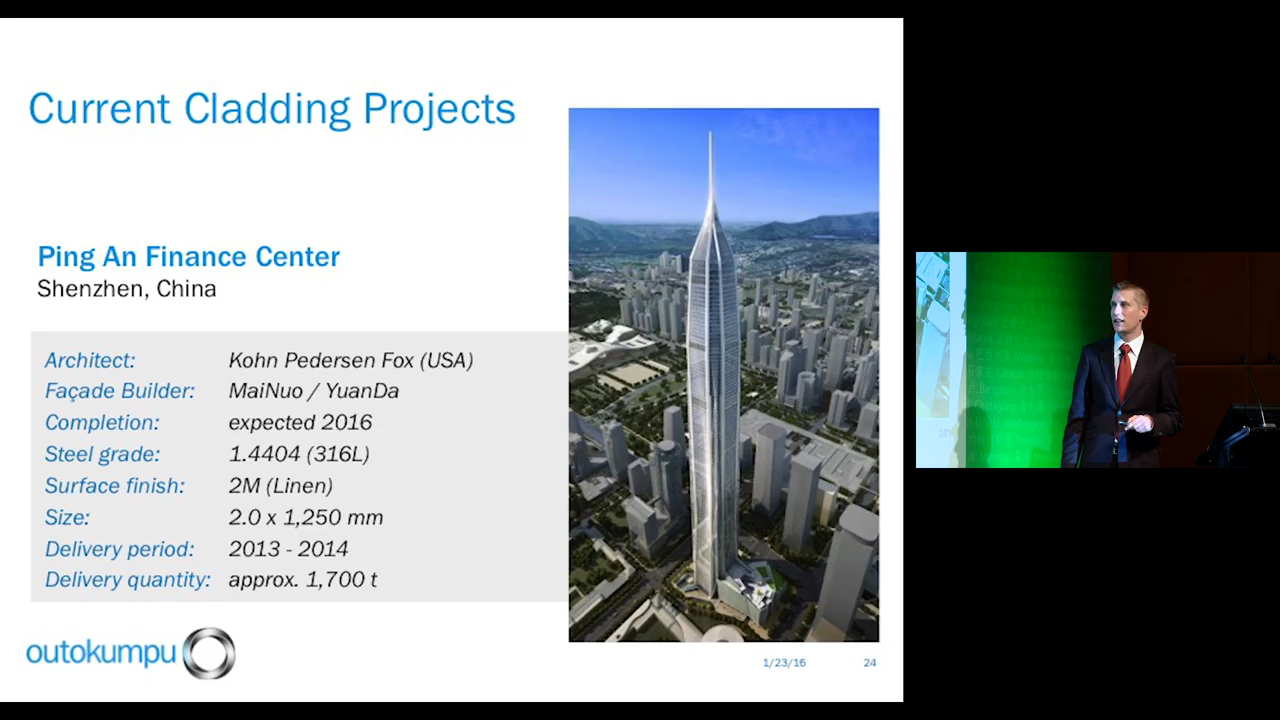 Current Cladding Projects
Ping An Finance Center
Shenzhen, China
Architect: Kohn Pedersen Fox (USA)
Façade Builder: MaiNuo / YuanDa
Completion: expected 2016
Steel grade: 1.4404 (316L)
Surface finish: 2M (Linen)
Size: 2.0 x 1,250 mm
Delivery period: 2013 - 2014
Delivery quantity: approx. 1,700 t
outokumpu
1/23/16 24